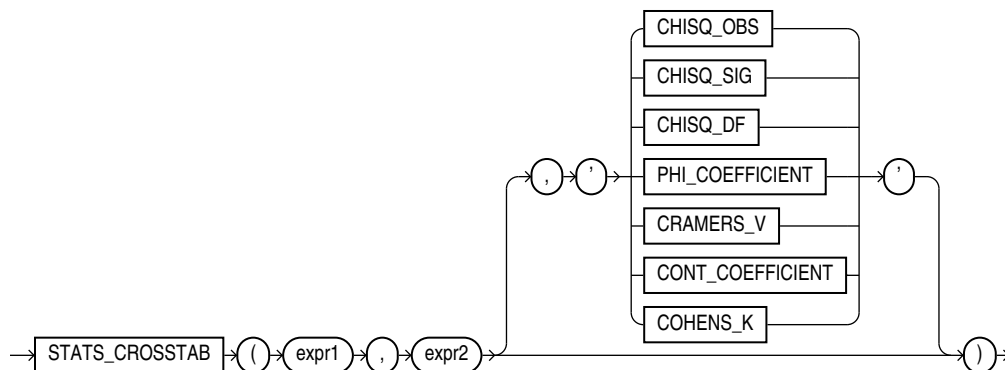 CHISQ_OBS
CHISQ_SIG
CHISQ_DF
, ' PHI_COEFFICIENT '
CRAMERS_V
CONT_COEFFICIENT
COHENS_K
STATS_CROSSTAB ( expr1 , expr2 )